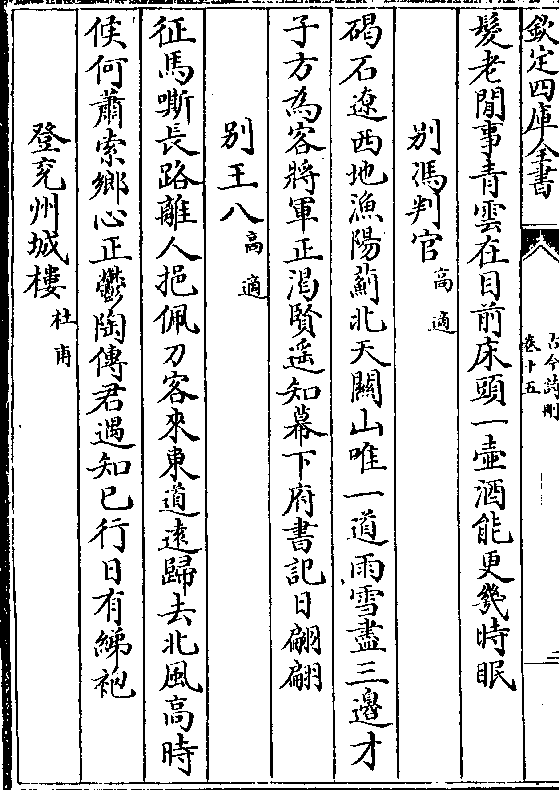 欽定四庫全書
古今詩刪
卷十五
髮老閒事青雲在目前床頭一壺酒能更幾時眠
別馮判官 高適
碣石遼西地漁陽薊北天關山唯一道雨雪盡三邊才
子方為客將軍正渴賢遥知幕下府書記日翩翩
別王八 高適
征馬嘶長路離人挹佩刀客來東道逺歸去北風高時
候何蕭索鄉心正鬱陶傳君遇知已行日有綈袍
登兖州城樓 杜甫